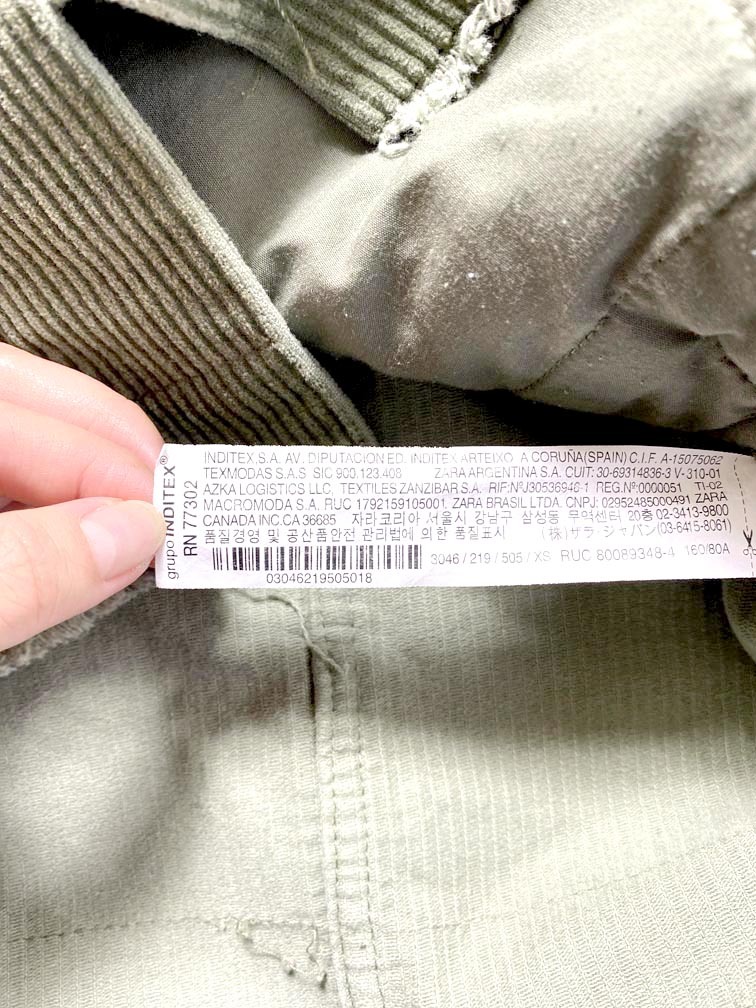 grupo INDITEX®
RN 77302
INDITEX,S.A. AV. DIPUTACION ED. INDITEX ARTEIXO A CORUÑA(SPAIN) C.I.F. A-15075062
TEXMODAS S.A.S SIC 900.123.408 ZARA ARGENTINA S.A. CUIT: 30-69314836-3 V-310-01
AZKA LOGISTICS LLC, TEXTILES ZANZIBAR S.A. RIF:NºJ30536946-1 REG.Nº:0000051 TI-02
MACROMODA S.A. RUC 1792159105001, ZARA BRASIL LTDA. CNPJ: 02952485000491 ZARA
CANADA INC.CA 36685 자라코리아 서울시 강남구 삼성동 무역센터 20층 02-3413-9800
품질경영 및 공산품안전 관리법에 의한 품질표시 (株)ザラ・ジャパン(03-6415-8061)
3046 / 219 / 505 / XS RUC 80089348-4 160/80A
03046219505018